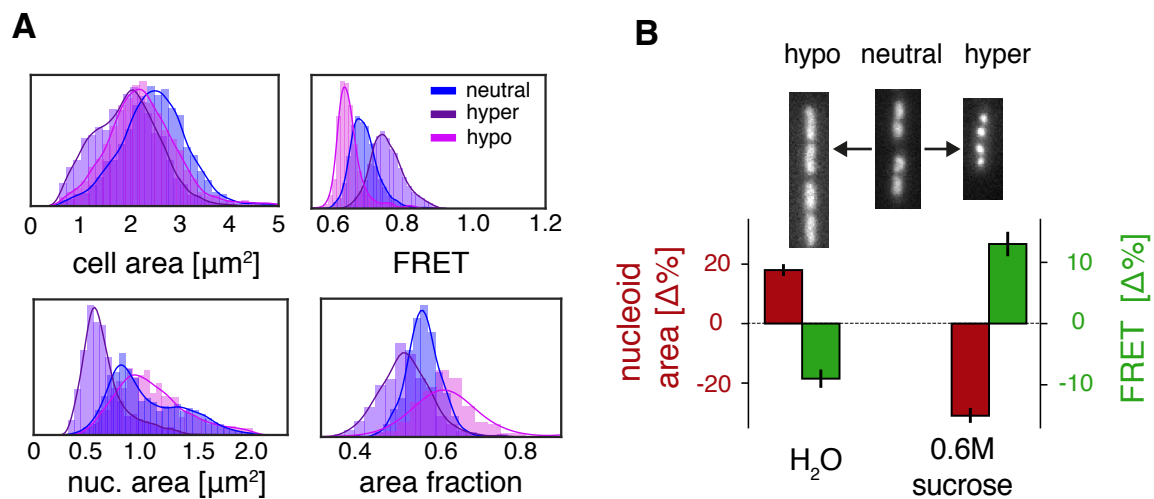 A
neutral
hyper
hypo
0 1 2 3 4 5
cell area [µm²]
0.6 0.8 1.0 1.2
FRET
0.5 1.0 1.5 2.0
nuc. area [µm²]
0.4 0.6 0.8
area fraction
B
hypo neutral hyper
20
0
-20
nucleoid
area [Δ%]
10
0
-10
FRET [Δ%]
H₂O
0.6M
sucrose